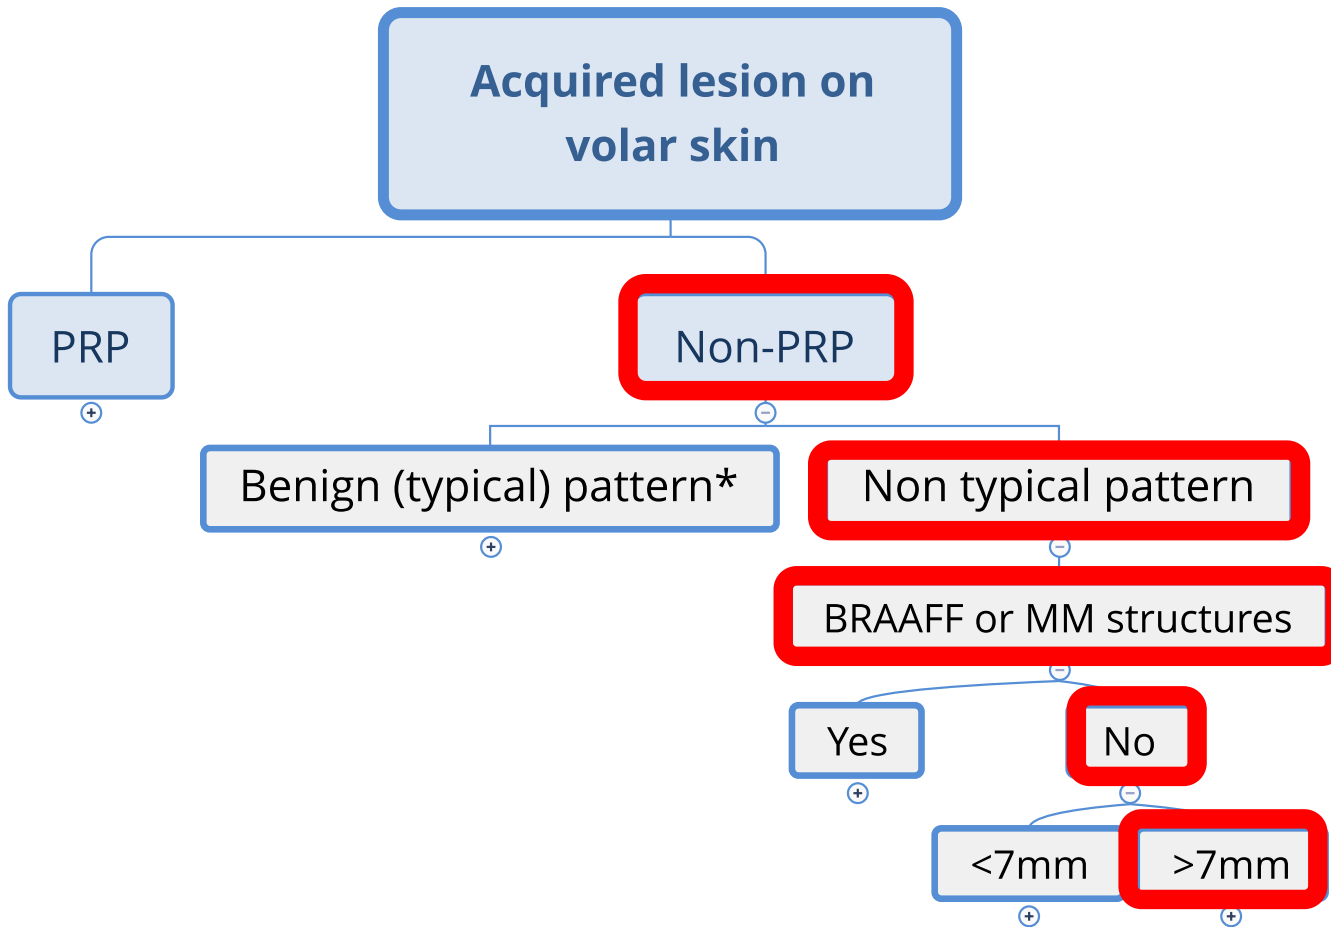 Acquired lesion on
volar skin
PRP
Non-PRP
Benign (typical) pattern*
Non typical pattern
BRAAFF or MM structures
Yes
No
<7mm
>7mm